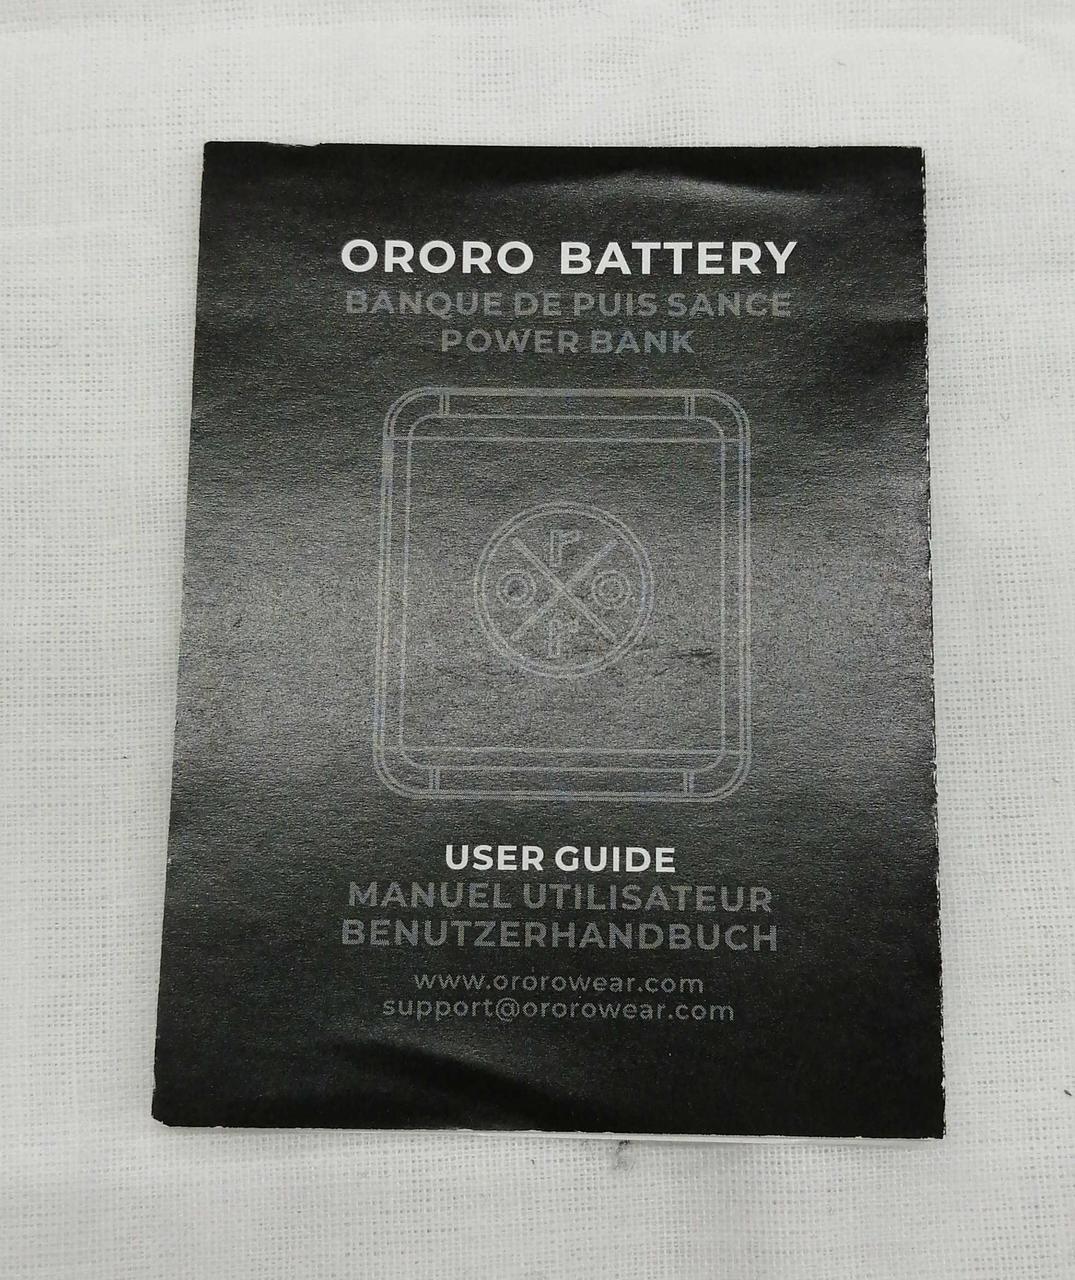 ORORO BATTERY
BANQUE DE PUIS SANCE
POWER BANK
r
o o
r
USER GUIDE
MANUEL UTILISATEUR
BENUTZERHANDBUCH
www.ororowear.com
support@ororowear.com